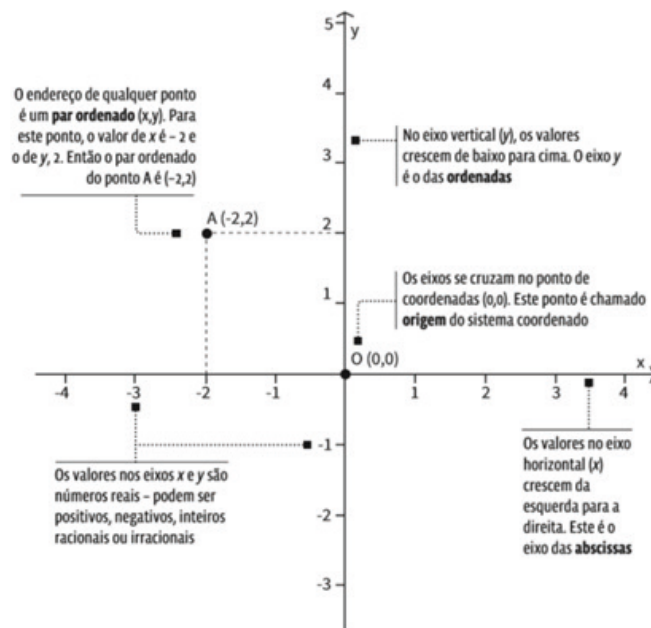 5
y
4
3
2
1
-1
-2
-3
O endereço de qualquer ponto
é um par ordenado (x,y). Para
este ponto, o valor de x é – 2 e
o de y, 2. Então o par ordenado
do ponto A é (–2,2)
No eixo vertical (y), os valores
crescem de baixo para cima. O eixo y
é o das ordenadas
A (-2,2)
Os eixos se cruzam no ponto de
coordenadas (0,0). Este ponto é chamado
origem do sistema coordenado
O (0,0)
x
-4 -3 -2 -1 1 2 3 4
Os valores nos eixos x e y são
números reais – podem ser
positivos, negativos, inteiros
racionais ou irracionais
Os valores no eixo
horizontal (x)
crescem da
esquerda para a
direita. Este é o
eixo das abscissas